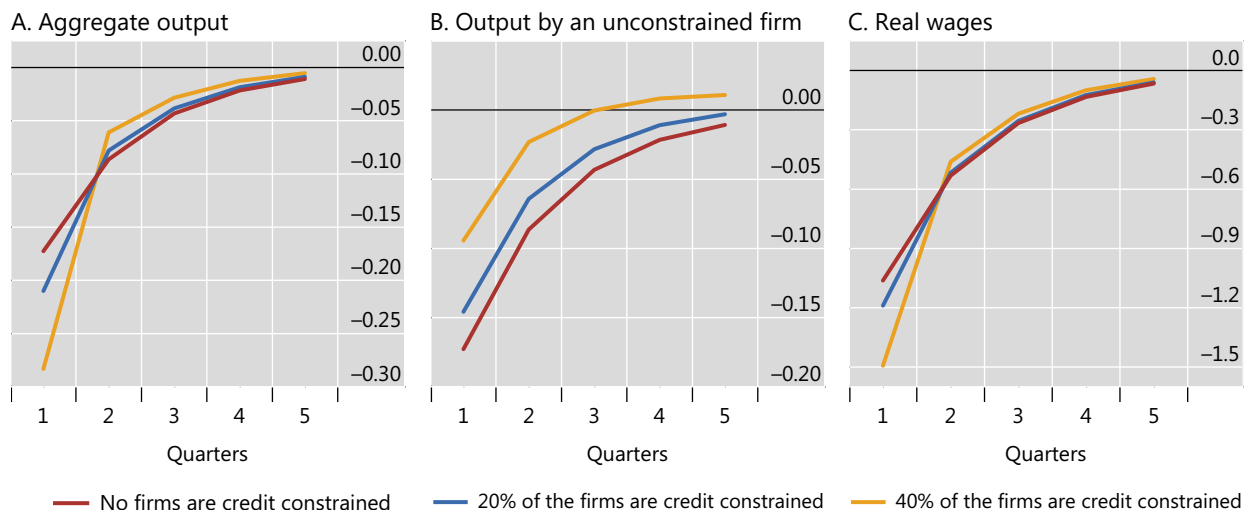 A. Aggregate output
0.00
–0.05
–0.10
–0.15
–0.20
–0.25
–0.30
1 2 3 4 5
Quarters
B. Output by an unconstrained firm
0.00
–0.05
–0.10
–0.15
–0.20
1 2 3 4 5
Quarters
C. Real wages
0.0
–0.3
–0.6
–0.9
–1.2
–1.5
1 2 3 4 5
Quarters
No firms are credit constrained
20% of the firms are credit constrained
40% of the firms are credit constrained